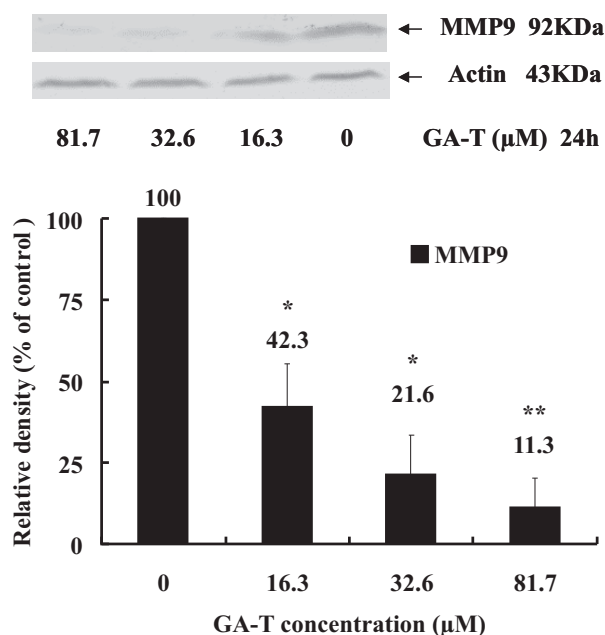 ← MMP9 92KDa
← Actin 43KDa
81.7 32.6 16.3 0 GA-T (μM) 24h
100
100
MMP9
75
*
42.3
*
50
21.6
**
11.3
25
0
Relative density (% of control )
0 16.3 32.6 81.7
GA-T concentration (μM)